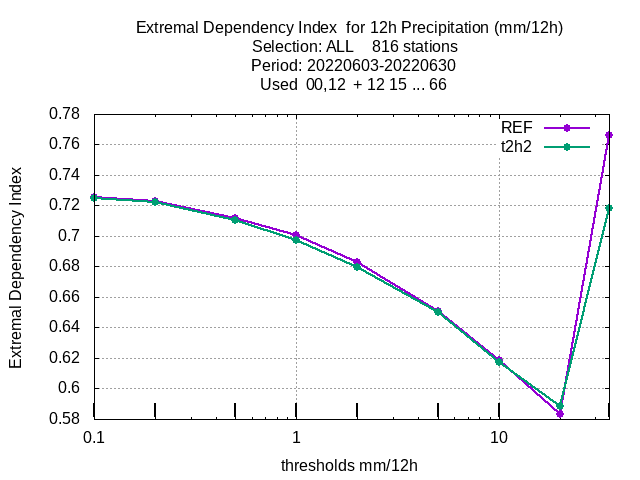 Extremal Dependency Index  for 12h Precipitation (mm/12h)
Selection: ALL    816 stations
Period: 20220603-20220630
Used  00,12  + 12 15 ... 66
REF
t2h2
Extremal Dependency Index
0.78
0.76
0.74
0.72
0.7
0.68
0.66
0.64
0.62
0.6
0.58
0.1
1
10
thresholds mm/12h